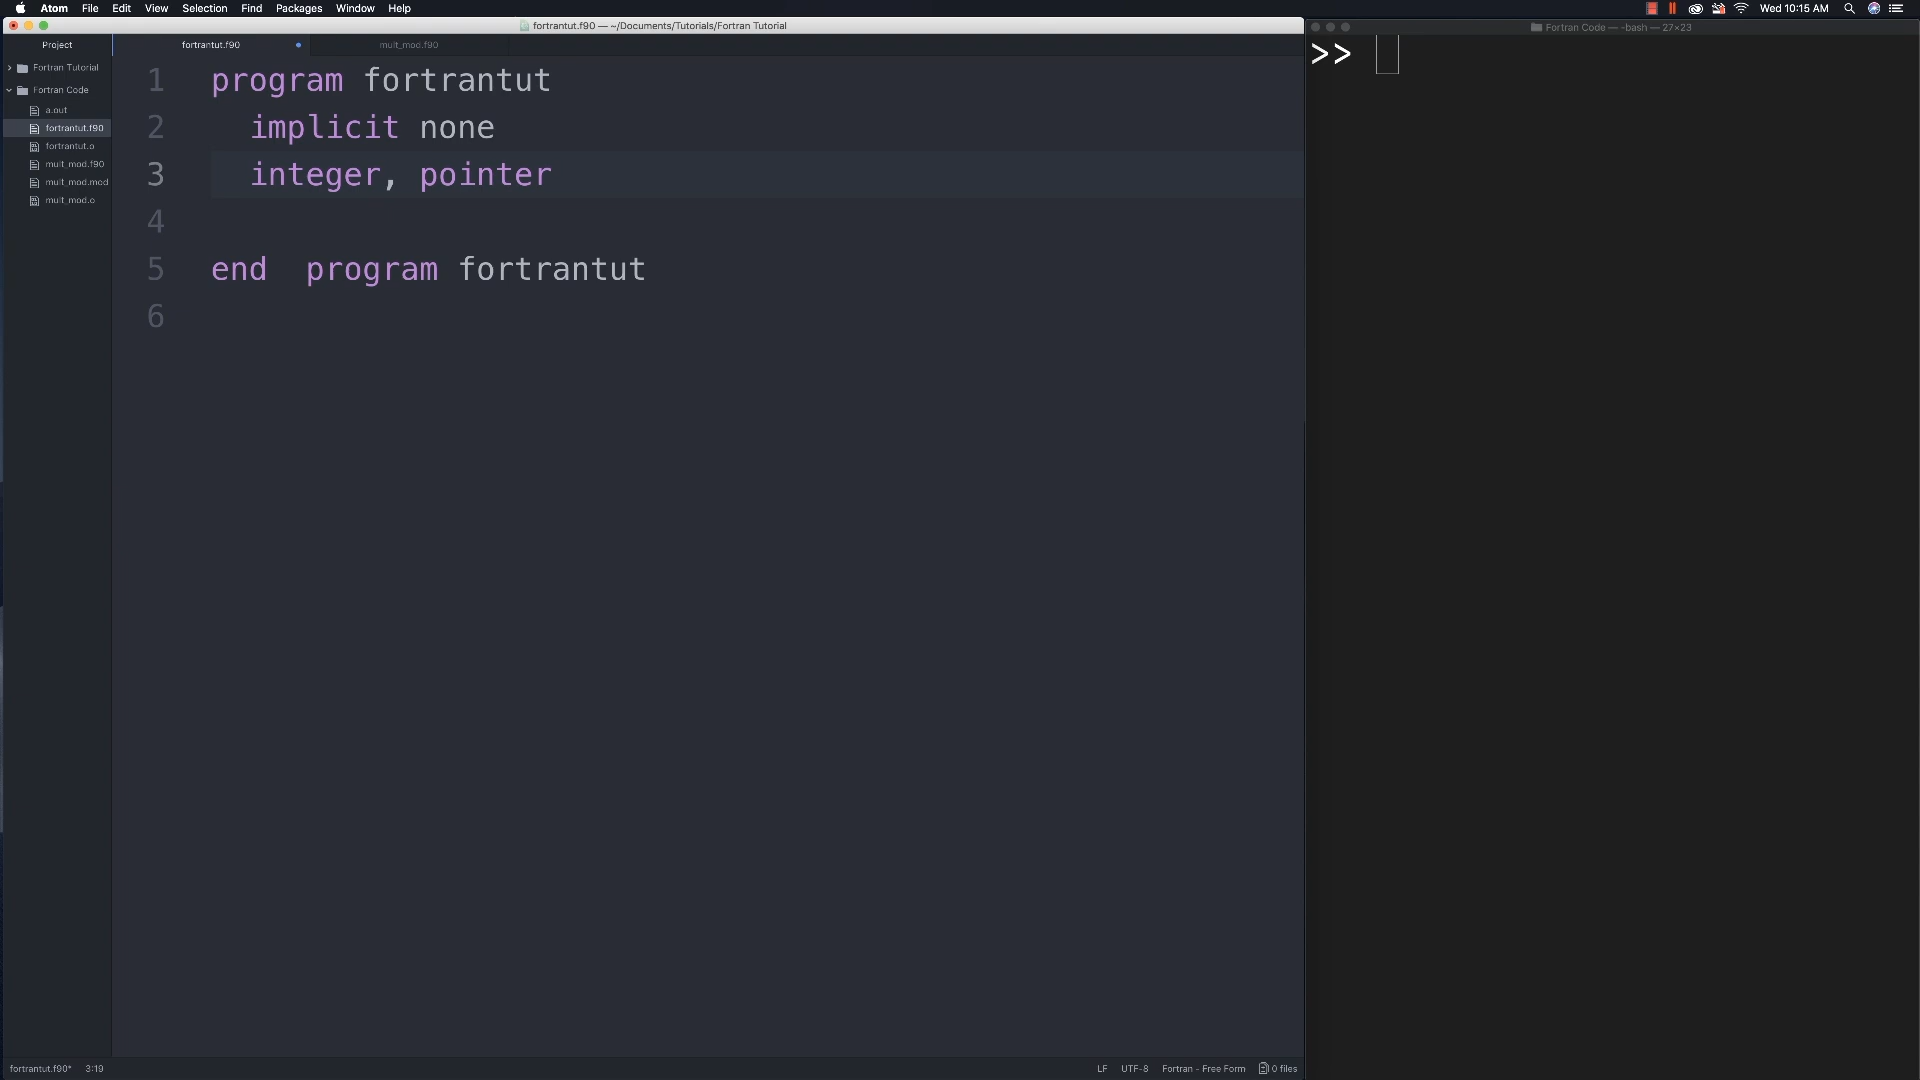 Atom File Edit View Selection Find Packages Window Help Wed 10:15 AM
fortrantut.f90 — ~/Documents/Tutorials/Fortran Tutorial
Fortran Code — -bash — 27×23
Project
fortrantut.f90
mult_mod.f90
Fortran Tutorial
Fortran Code
a.out
fortrantut.f90
fortrantut.o
mult_mod.f90
mult_mod.mod
mult_mod.o
1 program fortrantut
2 implicit none
3 integer, pointer
4
5 end  program fortrantut
6
>>
fortrantut.f90* 3:19
LF UTF-8 Fortran - Free Form 0 files